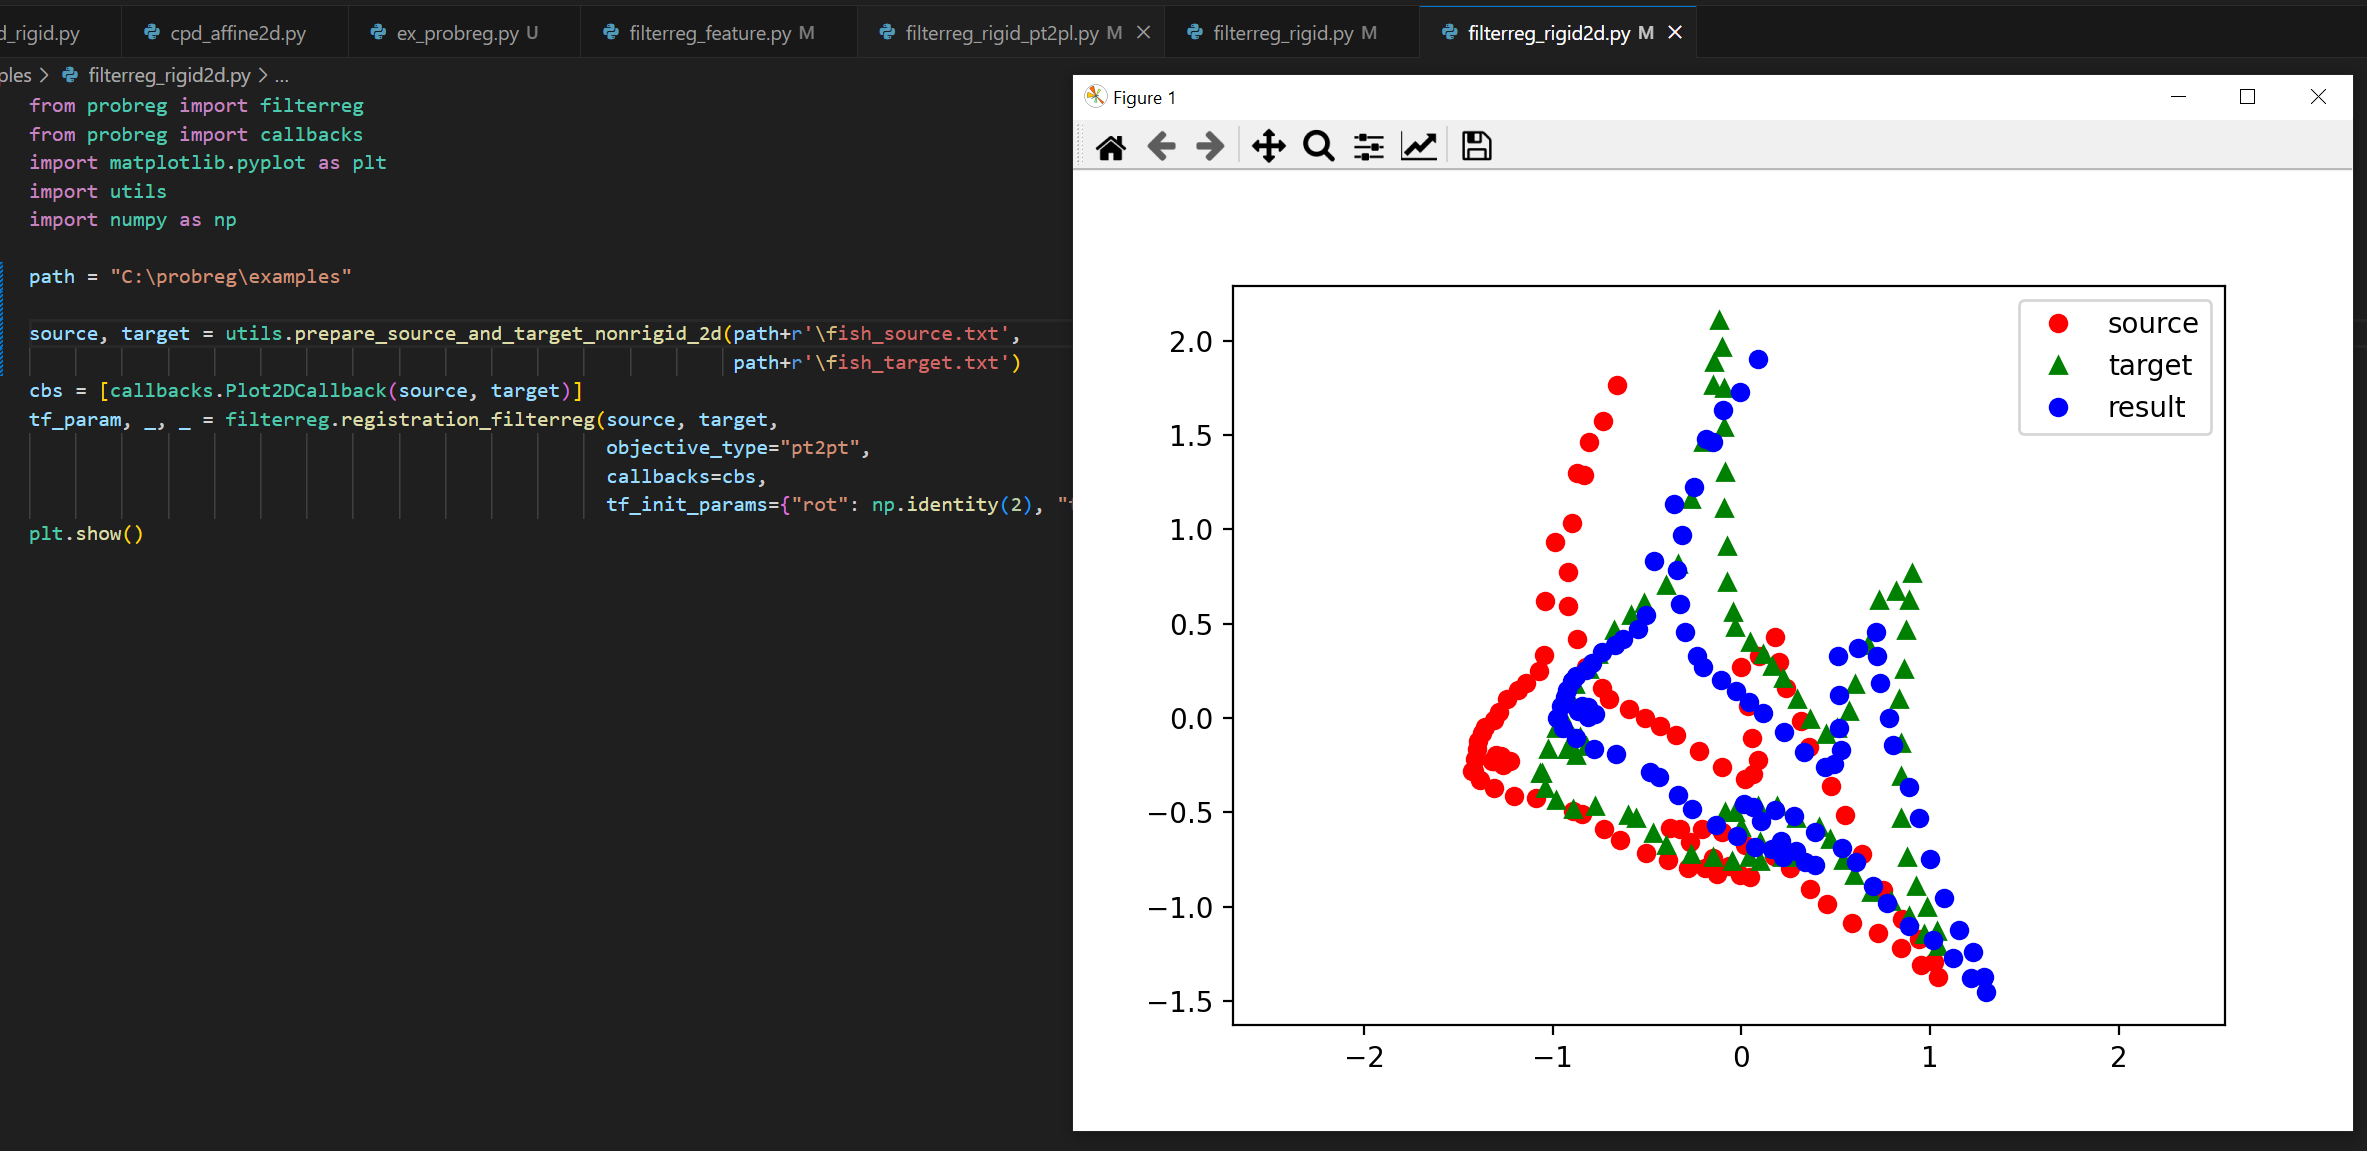 d_rigid.py cpd_affine2d.py ex_probreg.py U filterreg_feature.py M filterreg_rigid_pt2pl.py M filterreg_rigid.py M filterreg_rigid2d.py M
ples > filterreg_rigid2d.py > ...
from probreg import filterreg
from probreg import callbacks
import matplotlib.pyplot as plt
import utils
import numpy as np
path = "C:\probreg\examples"
source, target = utils.prepare_source_and_target_nonrigid_2d(path+r'\fish_source.txt',
path+r'\fish_target.txt')
cbs = [callbacks.Plot2DCallback(source, target)]
tf_param, _, _ = filterreg.registration_filterreg(source, target,
objective_type="pt2pt",
callbacks=cbs,
tf_init_params={"rot": np.identity(2), "
plt.show()
Figure 1
source
target
result
2.0
1.5
1.0
0.5
0.0
−0.5
−1.0
−1.5
−2 −1 0 1 2